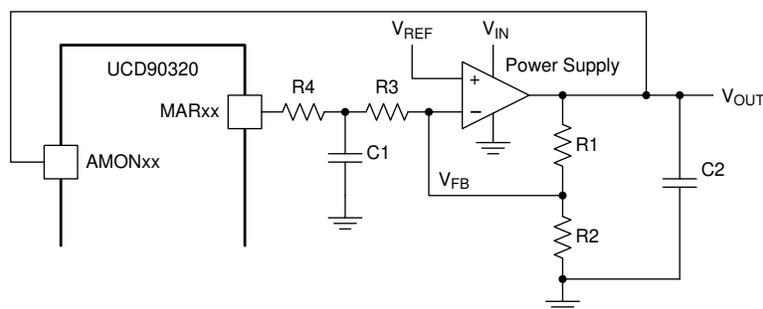 V_REF
V_IN
UCD90320
Power Supply
R4
R3
+
−
MARxx
V_OUT
AMONxx
C1
R1
C2
V_FB
R2